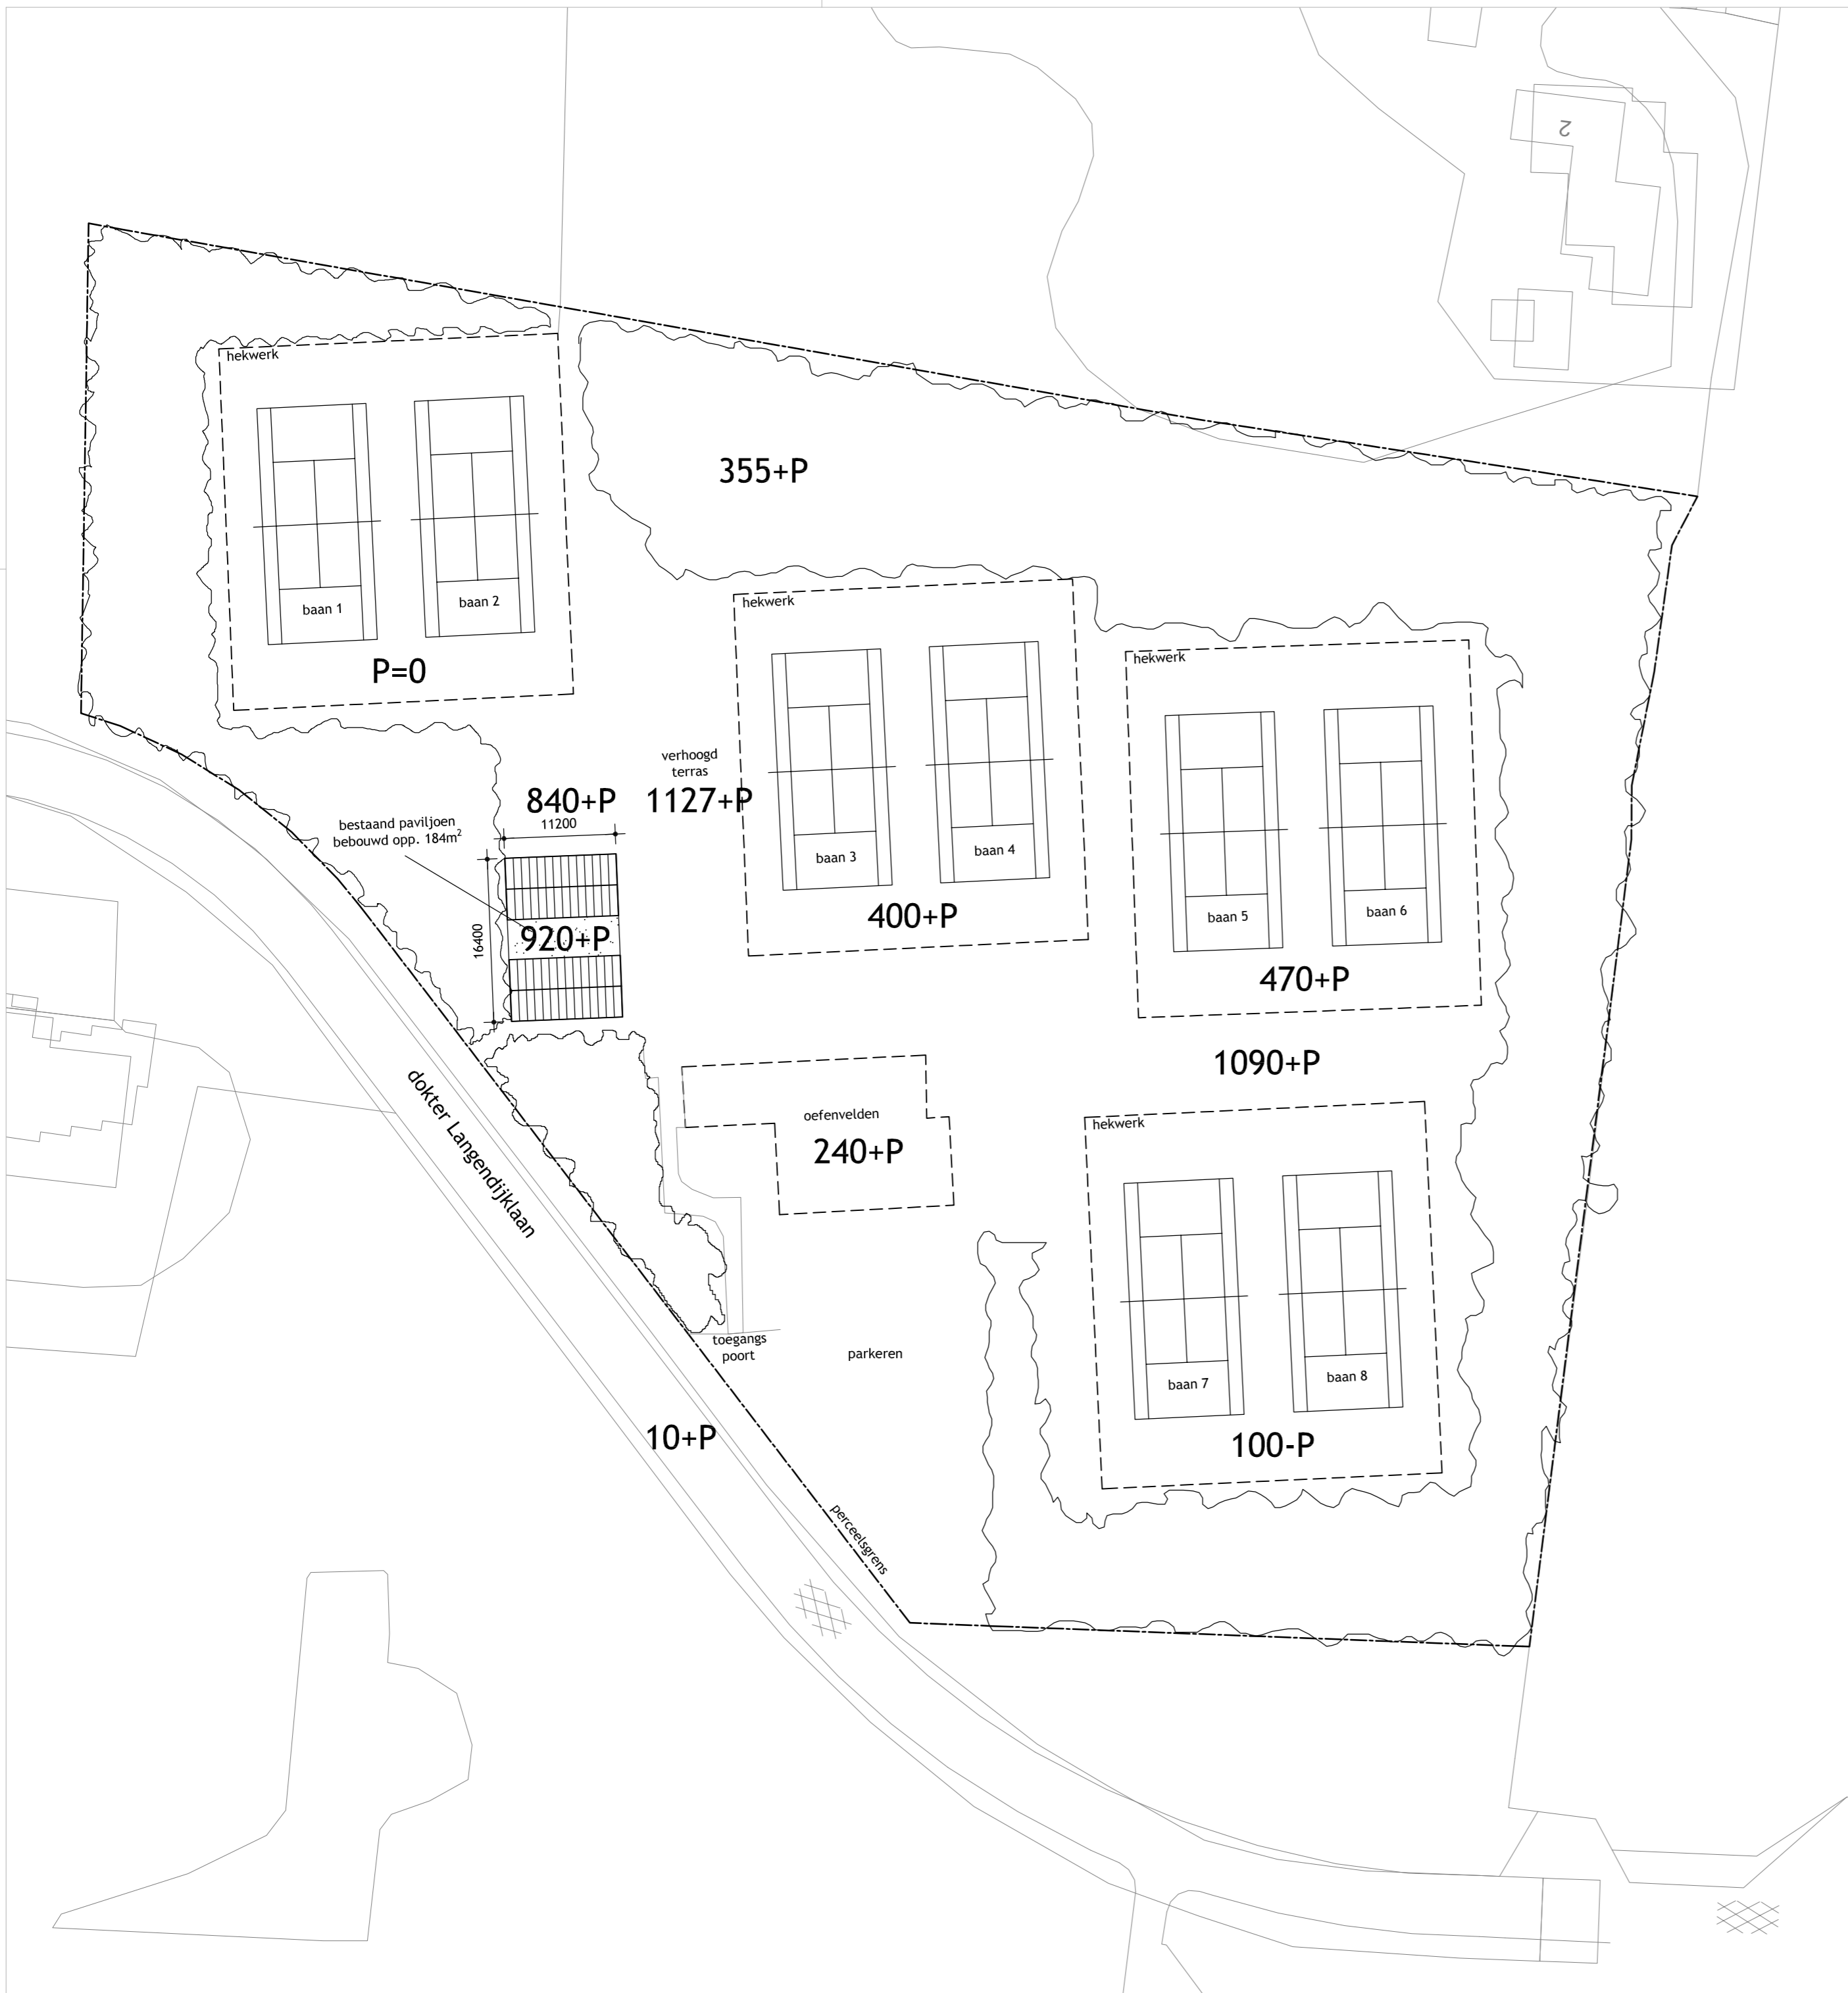 2
hekwerk
355+P
baan 1
baan 2
P=0
hekwerk
hekwerk
verhoogd
terras
840+P
1127+P
11200
bestaand paviljoen
bebouwd opp. 184m²
baan 3
baan 4
400+P
baan 5
baan 6
920+P
16400
470+P
1090+P
dokter Langendijklaan
oefenvelden
240+P
hekwerk
toegangs
poort
parkeren
baan 7
baan 8
10+P
100-P
perceelsgrens